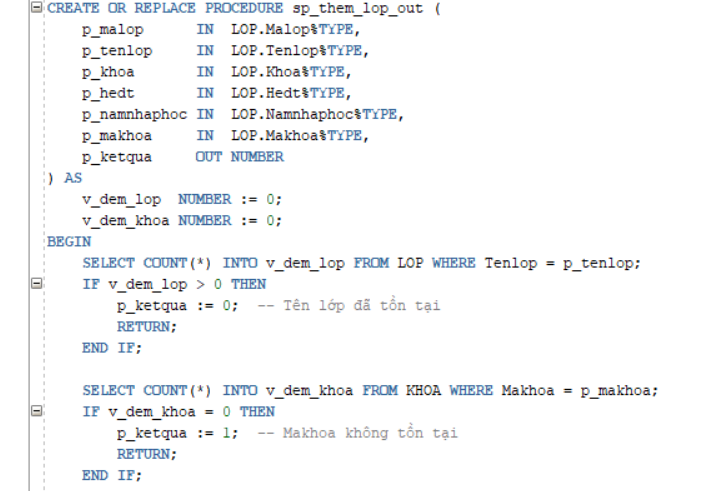 CREATE OR REPLACE PROCEDURE sp_them_lop_out (
    p_malop       IN  LOP.Malop%TYPE,
    p_tenlop      IN  LOP.Tenlop%TYPE,
    p_khoa        IN  LOP.Khoa%TYPE,
    p_hedt        IN  LOP.Hedt%TYPE,
    p_namnhaphoc IN  LOP.Namnhaphoc%TYPE,
    p_makhoa      IN  LOP.Makhoa%TYPE,
    p_ketqua      OUT NUMBER
) AS
    v_dem_lop  NUMBER := 0;
    v_dem_khoa NUMBER := 0;
BEGIN
    SELECT COUNT(*) INTO v_dem_lop FROM LOP WHERE Tenlop = p_tenlop;
    IF v_dem_lop > 0 THEN
        p_ketqua := 0;  -- Tên lớp đã tồn tại
        RETURN;
    END IF;

    SELECT COUNT(*) INTO v_dem_khoa FROM KHOA WHERE Makhoa = p_makhoa;
    IF v_dem_khoa = 0 THEN
        p_ketqua := 1;  -- Makhoa không tồn tại
        RETURN;
    END IF;